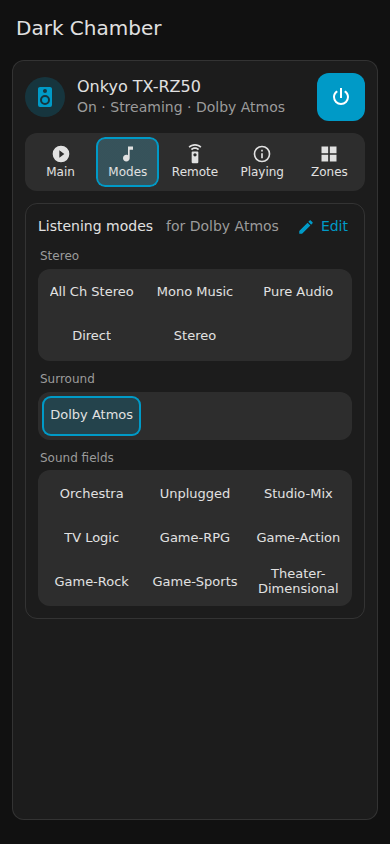 Dark Chamber
Onkyo TX-RZ50
On · Streaming · Dolby Atmos
Main
Modes
Remote
Playing
Zones
Listening modes for Dolby Atmos
Edit
Stereo
All Ch Stereo
Mono Music
Pure Audio
Direct
Stereo
Surround
Dolby Atmos
Sound fields
Orchestra
Unplugged
Studio-Mix
TV Logic
Game-RPG
Game-Action
Game-Rock
Game-Sports
Theater-
Dimensional